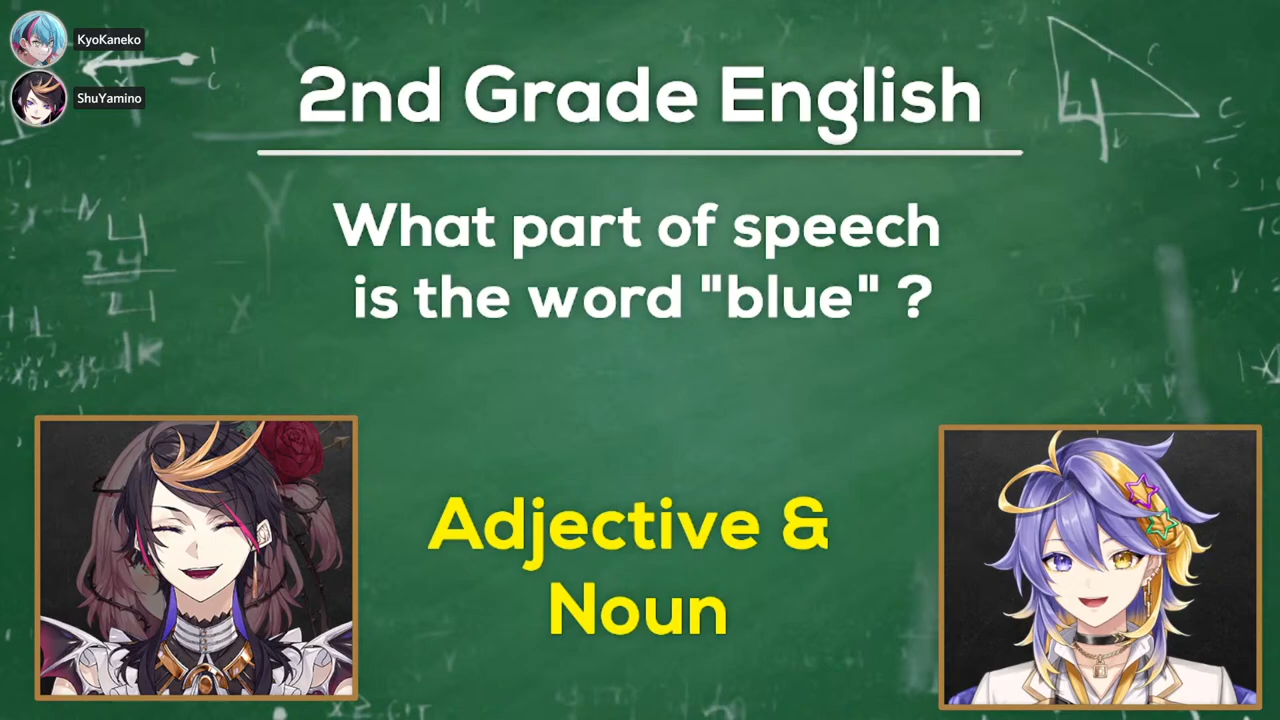 KyoKaneko
ShuYamino
2nd Grade English
What part of speech
is the word "blue" ?
Adjective &
Noun